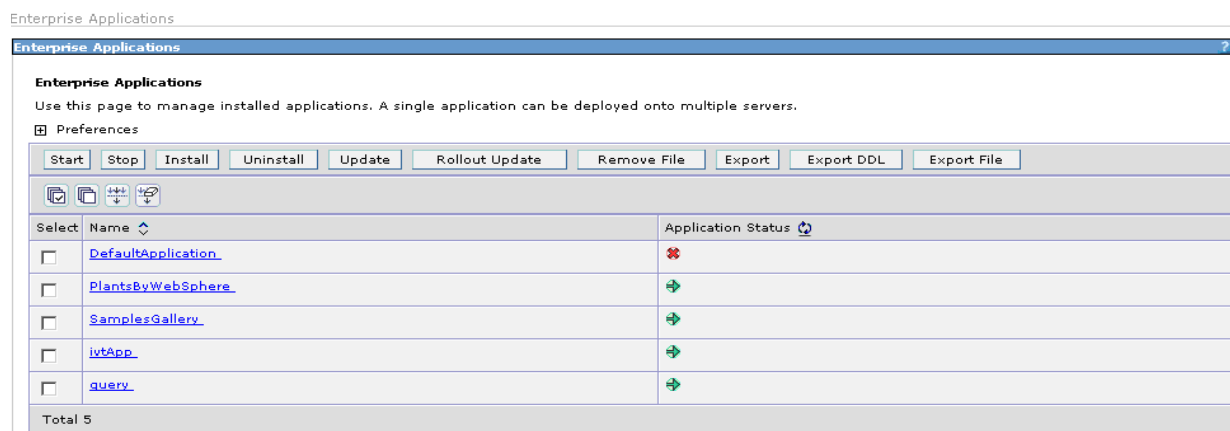 Enterprise Applications
Enterprise Applications ?
Enterprise Applications
Use this page to manage installed applications. A single application can be deployed onto multiple servers.
Preferences
Start Stop Install Uninstall Update Rollout Update Remove File Export Export DDL Export File
Select Name Application Status
DefaultApplication
PlantsByWebSphere
SamplesGallery
ivtApp
query
Total 5